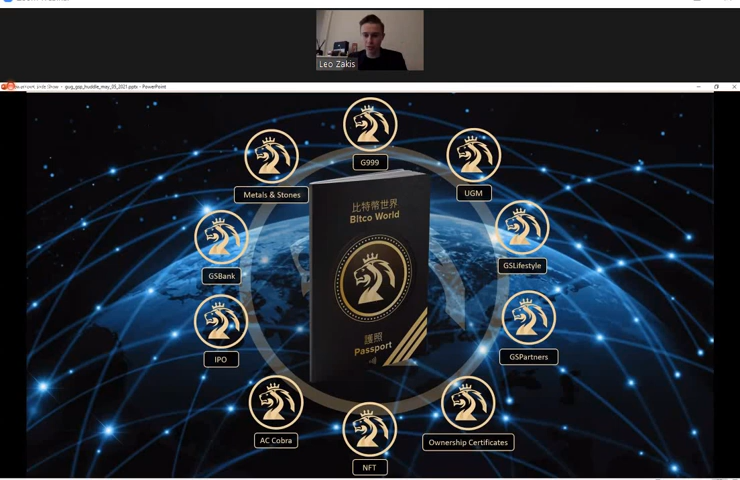 Leo Zakis
gug_gsp_huddle_may_05_2021.pptx - PowerPoint
G999
Metals & Stones
UGM
比特幣世界
Bitco World
GSBank
GSLifestyle
IPO
護照
Passport
GSPartners
AC Cobra
Ownership Certificates
NFT